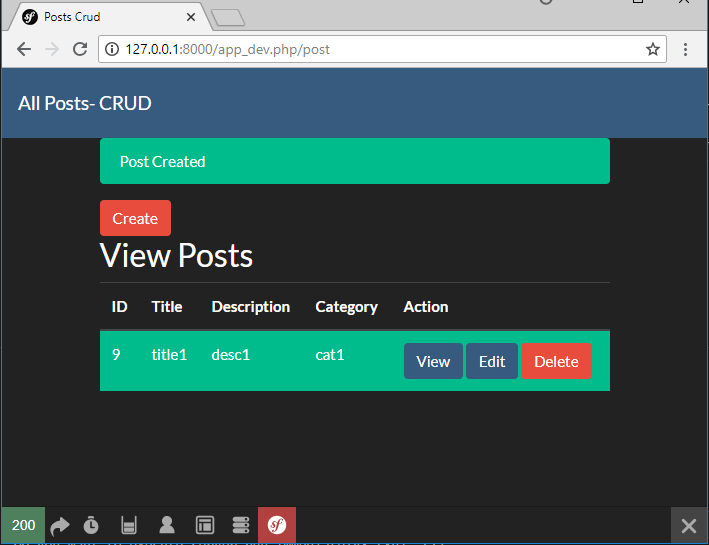 Posts Crud
127.0.0.1:8000/app_dev.php/post
All Posts- CRUD
Post Created
Create
View Posts
ID Title Description Category Action
9 title1 desc1 cat1 View Edit Delete
200 sf